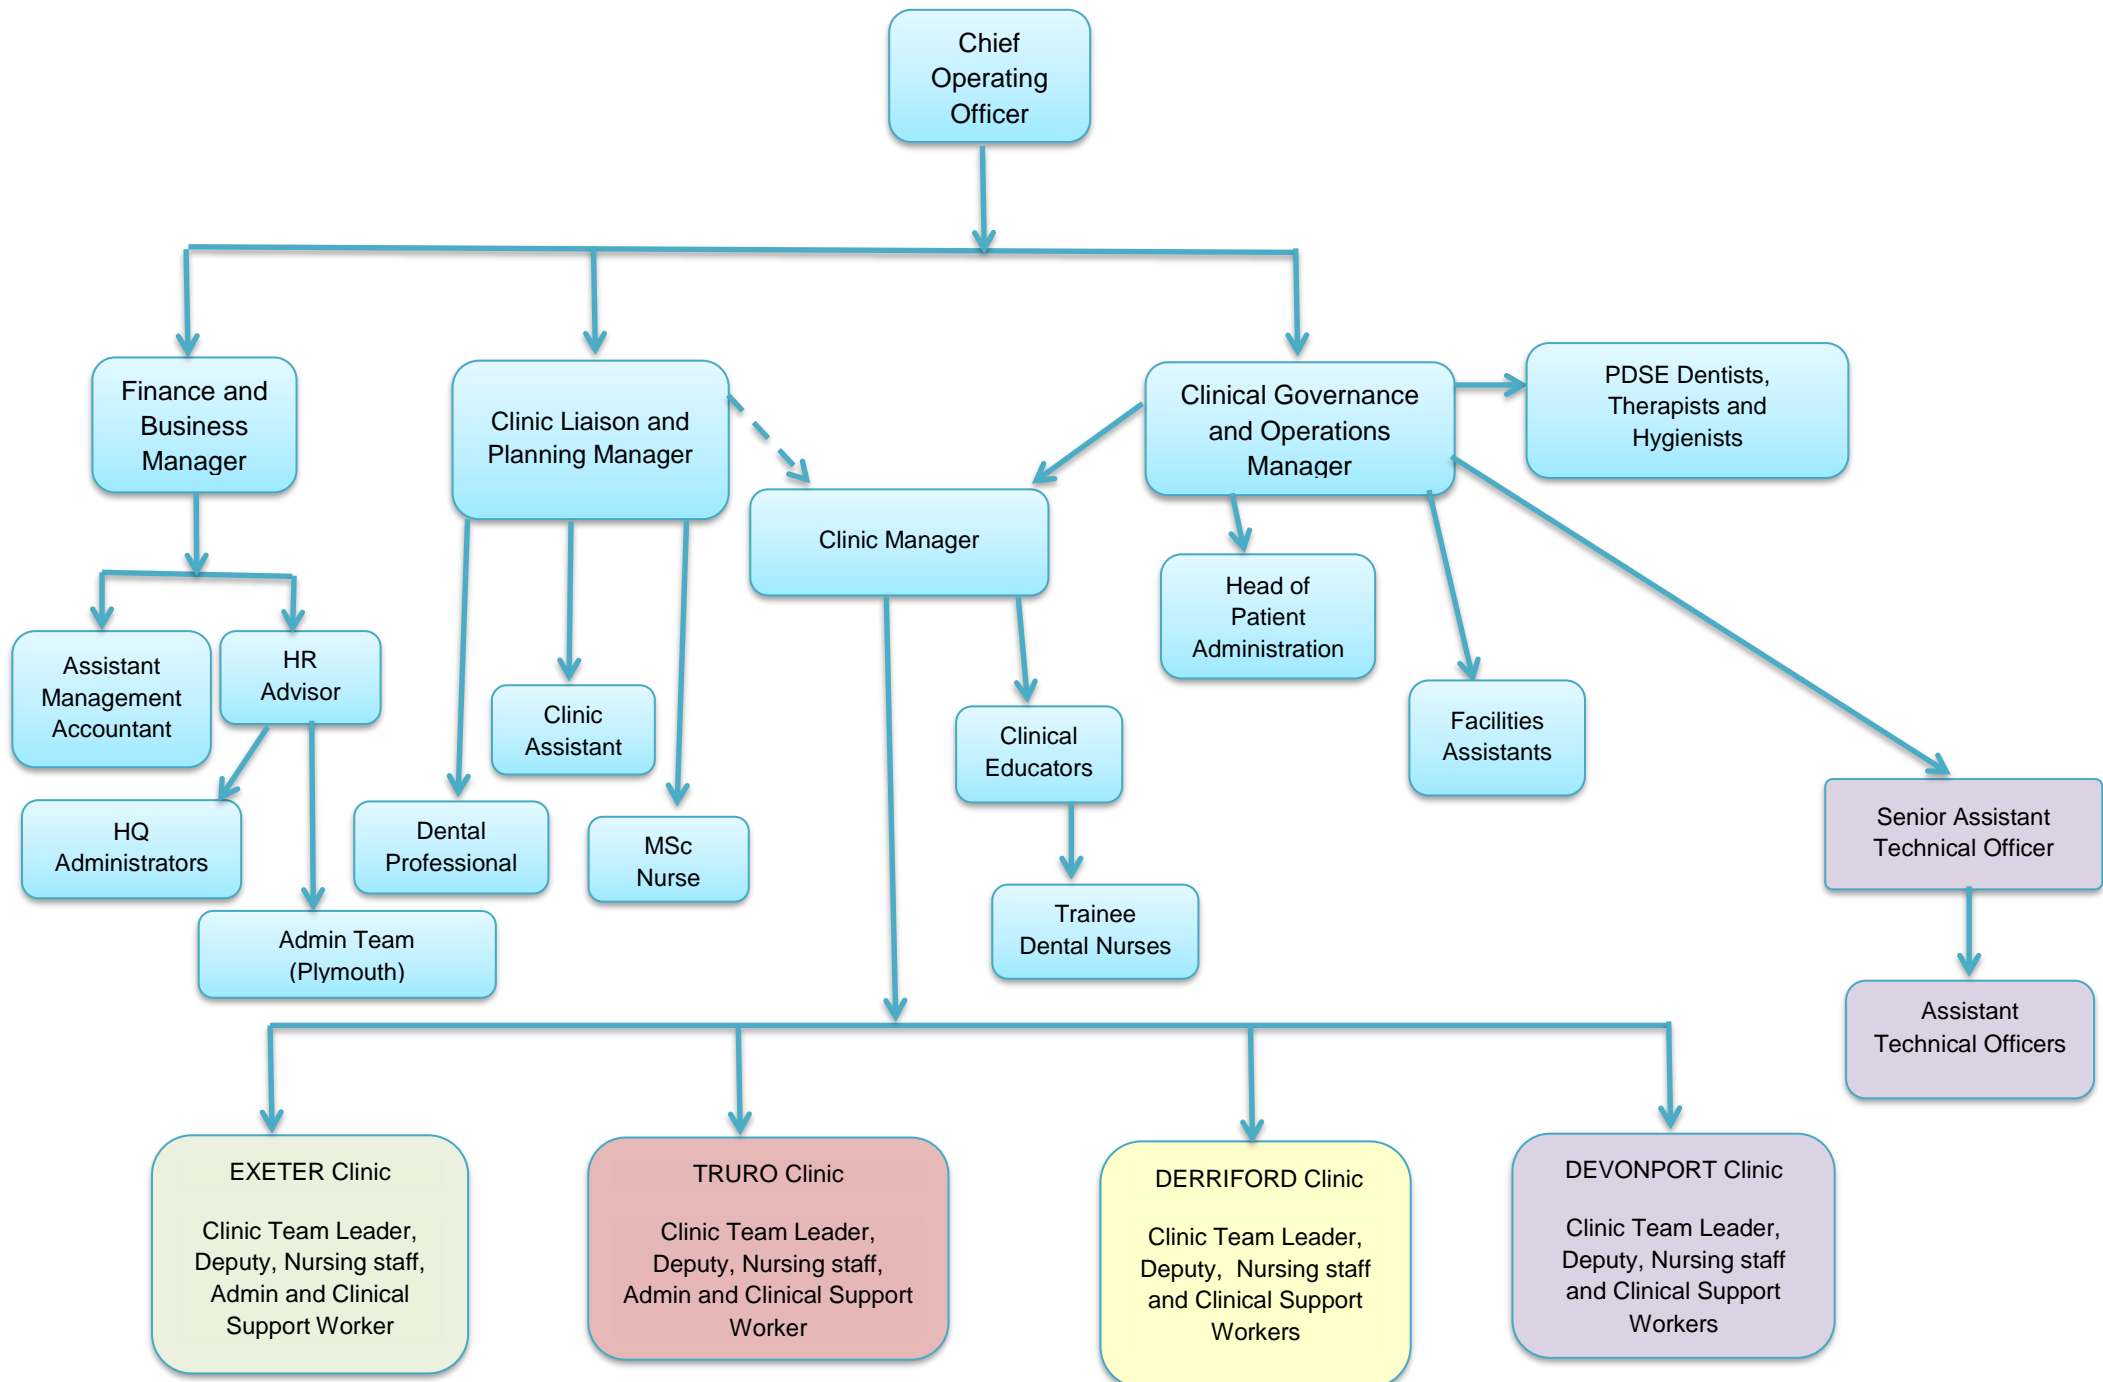 Chief
Operating
Officer
Finance and
Business
Manager
Clinic Liaison and
Planning Manager
Clinical Governance
and Operations
Manager
PDSE Dentists,
Therapists and
Hygienists
Clinic Manager
Assistant
Management
Accountant
HR
Advisor
Head of
Patient
Administration
Clinic
Assistant
Clinical
Educators
Facilities
Assistants
HQ
Administrators
Dental
Professional
MSc
Nurse
Senior Assistant
Technical Officer
Admin Team
(Plymouth)
Trainee
Dental Nurses
Assistant
Technical Officers
EXETER Clinic
Clinic Team Leader,
Deputy, Nursing staff,
Admin and Clinical
Support Worker
TRURO Clinic
Clinic Team Leader,
Deputy, Nursing staff,
Admin and Clinical Support
Worker
DERRIFORD Clinic
Clinic Team Leader,
Deputy,  Nursing staff
and Clinical Support
Workers
DEVONPORT Clinic
Clinic Team Leader,
Deputy, Nursing staff
and Clinical Support
Workers